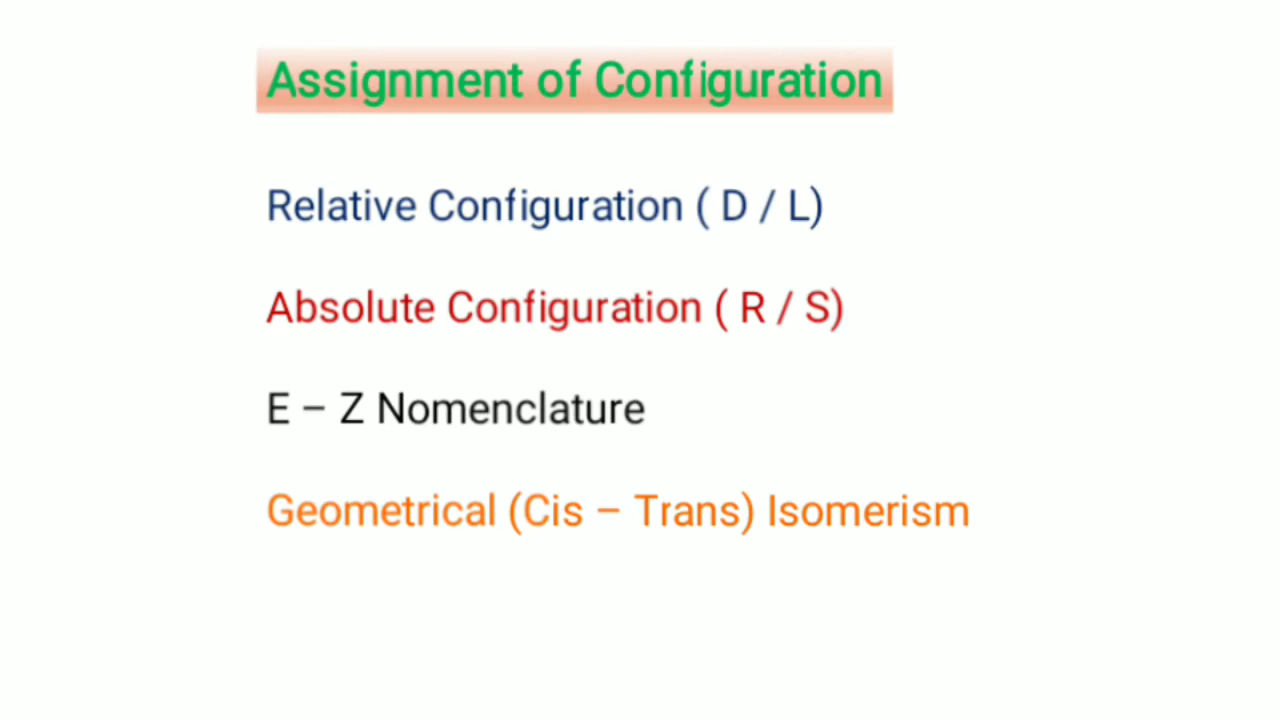 Assignment of Configuration
Relative Configuration ( D / L)
Absolute Configuration ( R / S)
E – Z Nomenclature
Geometrical (Cis – Trans) Isomerism